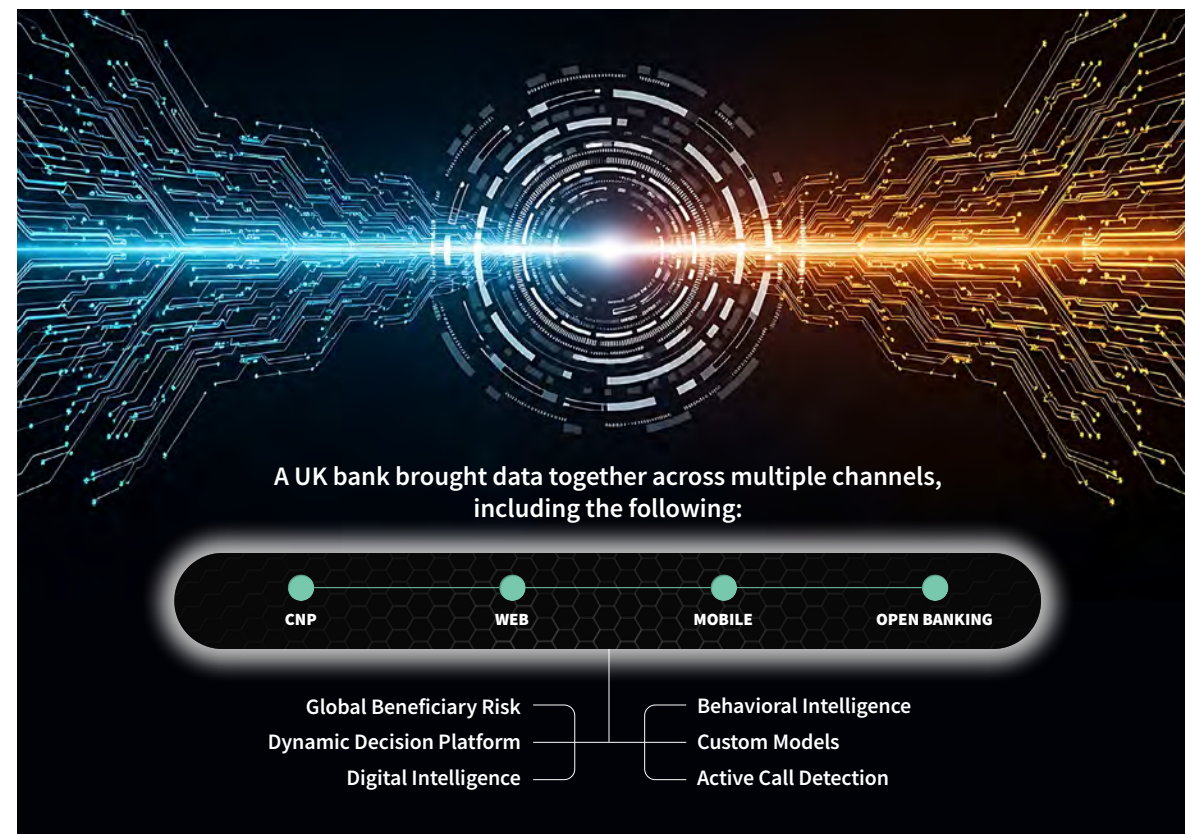 A UK bank brought data together across multiple channels,
including the following:
CNP
WEB
MOBILE
OPEN BANKING
Global Beneficiary Risk
Dynamic Decision Platform
Digital Intelligence
Behavioral Intelligence
Custom Models
Active Call Detection